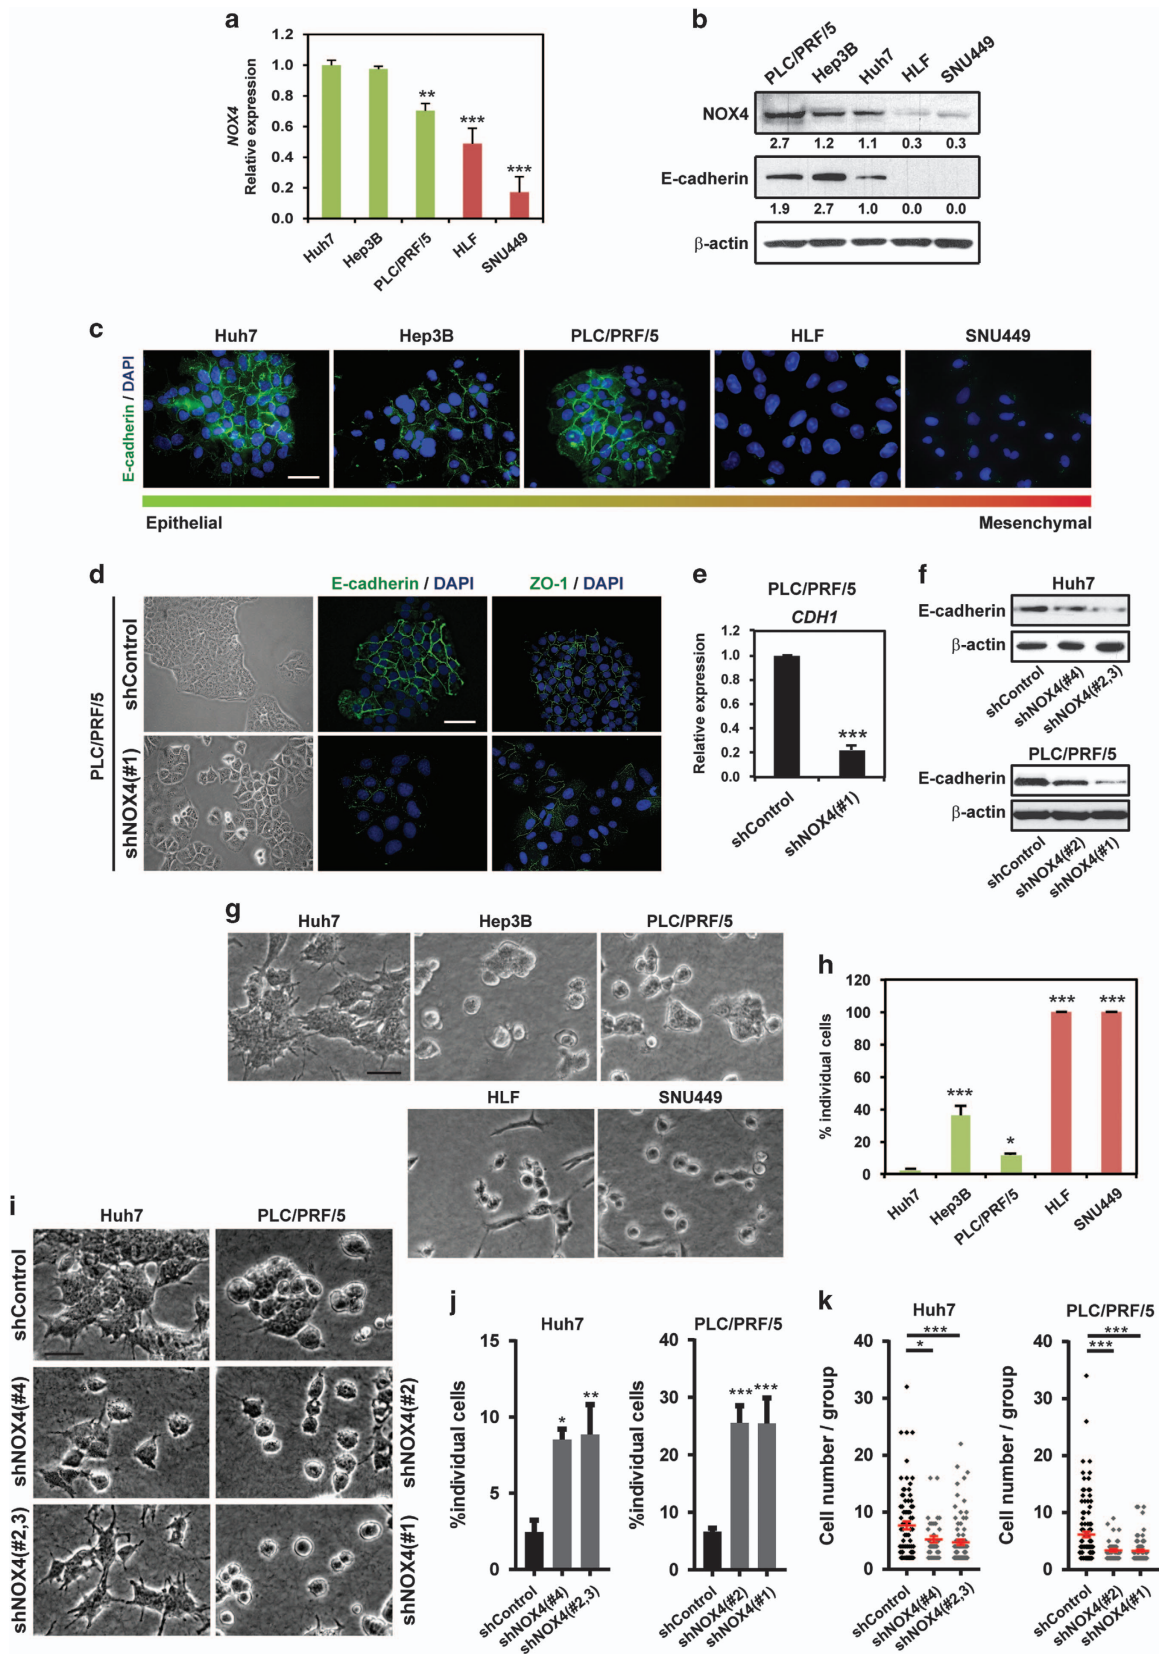 a
1.2
1.0
0.8
0.6
0.4
0.2
0.0
NOX4
Relative expression
**
***
***
Huh7
Hep3B
PLC/PRF/5
HLF
SNU449
b
PLC/PRF/5
Hep3B
Huh7
HLF
SNU449
NOX4
2.7 1.2 1.1 0.3 0.3
E-cadherin
1.9 2.7 1.0 0.0 0.0
β-actin
c
Huh7
Hep3B
PLC/PRF/5
HLF
SNU449
E-cadherin / DAPI
Epithelial
Mesenchymal
d
E-cadherin / DAPI
ZO-1 / DAPI
PLC/PRF/5
shControl
shNOX4(#1)
e
PLC/PRF/5
CDH1
1.2
1.0
0.8
0.6
0.4
0.2
0.0
Relative expression
***
shControl
shNOX4(#1)
f
Huh7
E-cadherin
β-actin
shControl
shNOX4(#4)
shNOX4(#2,3)
PLC/PRF/5
E-cadherin
β-actin
shControl
shNOX4(#2)
shNOX4(#1)
g
Huh7
Hep3B
PLC/PRF/5
HLF
SNU449
h
120
100
80
60
40
20
0
% individual cells
***
*
***
***
Huh7
Hep3B
PLC/PRF/5
HLF
SNU449
i
Huh7
PLC/PRF/5
shControl
shNOX4(#4)
shNOX4(#2)
shNOX4(#2,3)
shNOX4(#1)
j
Huh7
15
10
5
0
%individual cells
*
**
shControl
shNOX4(#4)
shNOX4(#2,3)
PLC/PRF/5
40
30
20
10
0
%individual cells
***
***
shControl
shNOX4(#2)
shNOX4(#1)
k
Huh7
40
30
20
10
0
Cell number / group
***
*
shControl
shNOX4(#4)
shNOX4(#2,3)
PLC/PRF/5
40
30
20
10
0
Cell number / group
***
***
shControl
shNOX4(#2)
shNOX4(#1)